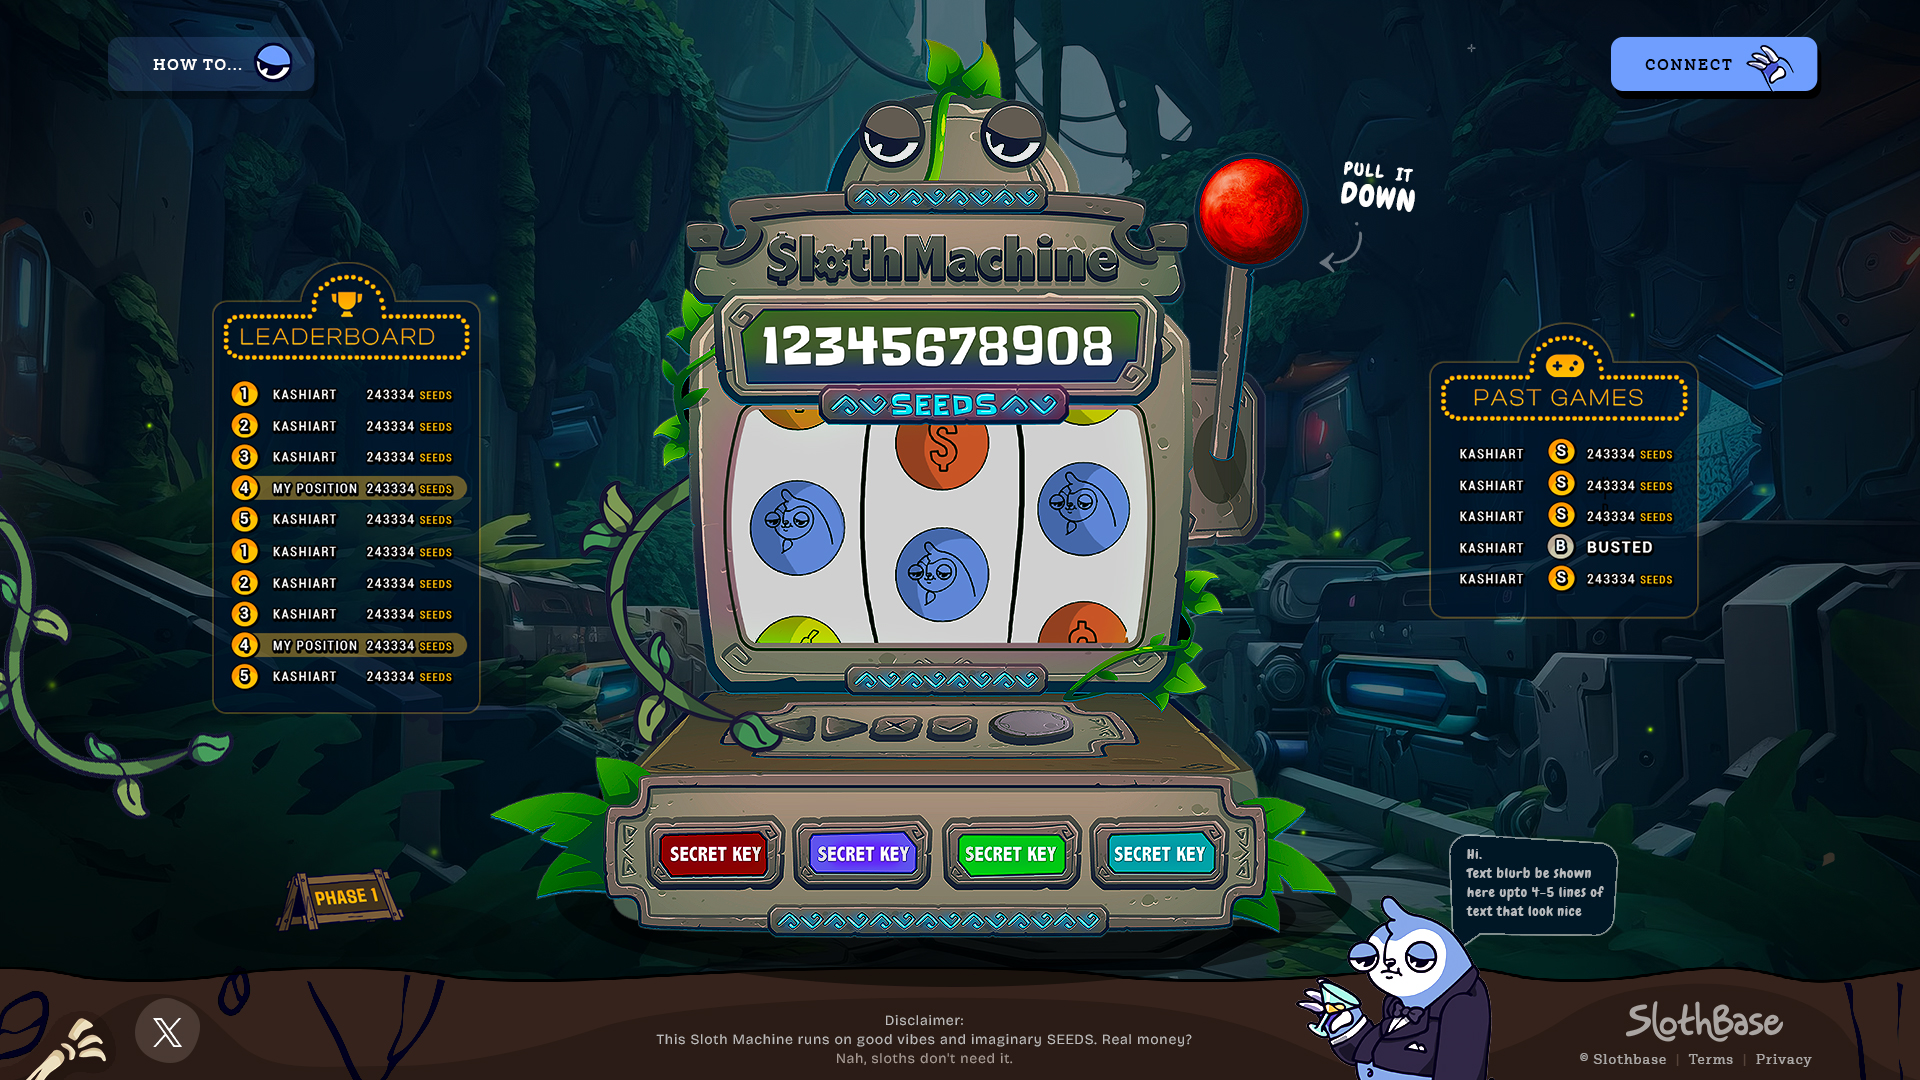 HOW TO...
CONNECT
PULL IT
DOWN
$lothMachine
12345678908
SEEDS
LEADERBOARD
1 KASHIART 243334 SEEDS
2 KASHIART 243334 SEEDS
3 KASHIART 243334 SEEDS
4 MY POSITION 243334 SEEDS
5 KASHIART 243334 SEEDS
1 KASHIART 243334 SEEDS
2 KASHIART 243334 SEEDS
3 KASHIART 243334 SEEDS
4 MY POSITION 243334 SEEDS
5 KASHIART 243334 SEEDS
PAST GAMES
KASHIART S 243334 SEEDS
KASHIART S 243334 SEEDS
KASHIART S 243334 SEEDS
KASHIART B BUSTED
KASHIART S 243334 SEEDS
$
SECRET KEY
SECRET KEY
SECRET KEY
SECRET KEY
PHASE 1
Hi.
Text blurb be shown
here upto 4-5 lines of
text that look nice
Disclaimer:
This Sloth Machine runs on good vibes and imaginary SEEDS. Real money?
Nah, sloths don't need it.
SlothBase
© Slothbase | Terms | Privacy